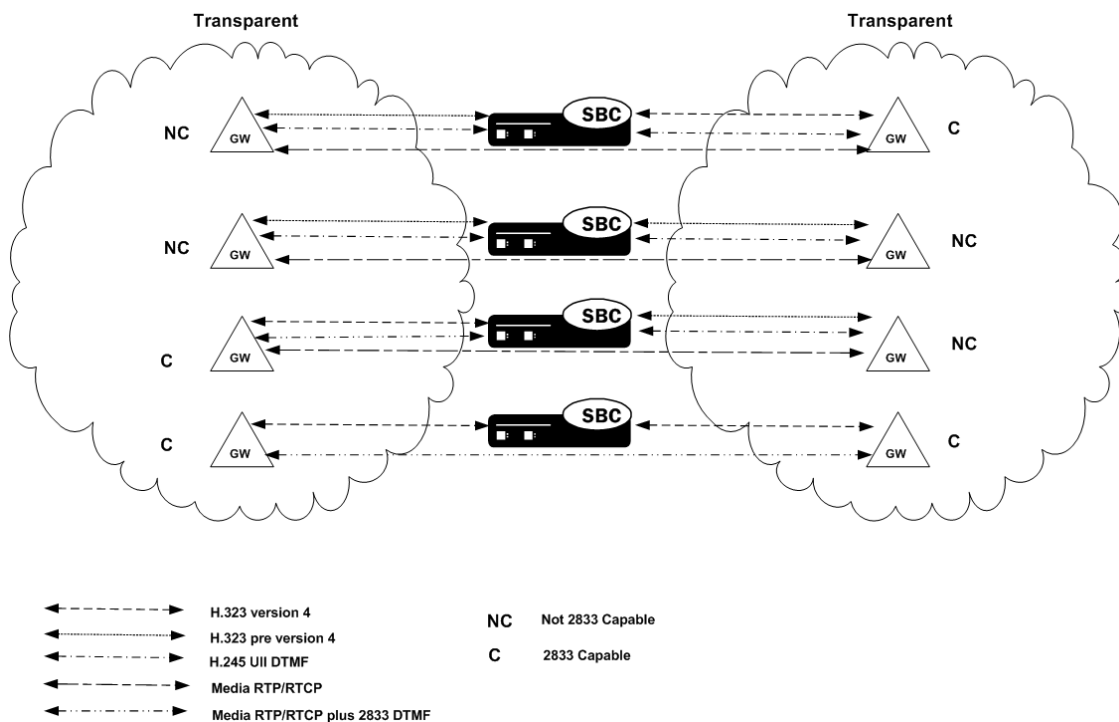 Transparent
Transparent
SBC
NC
GW
GW
C
SBC
NC
GW
GW
NC
SBC
C
GW
GW
NC
SBC
C
GW
GW
C
H.323 version 4
H.323 pre version 4
H.245 UII DTMF
Media RTP/RTCP
Media RTP/RTCP plus 2833 DTMF
NC Not 2833 Capable
C 2833 Capable